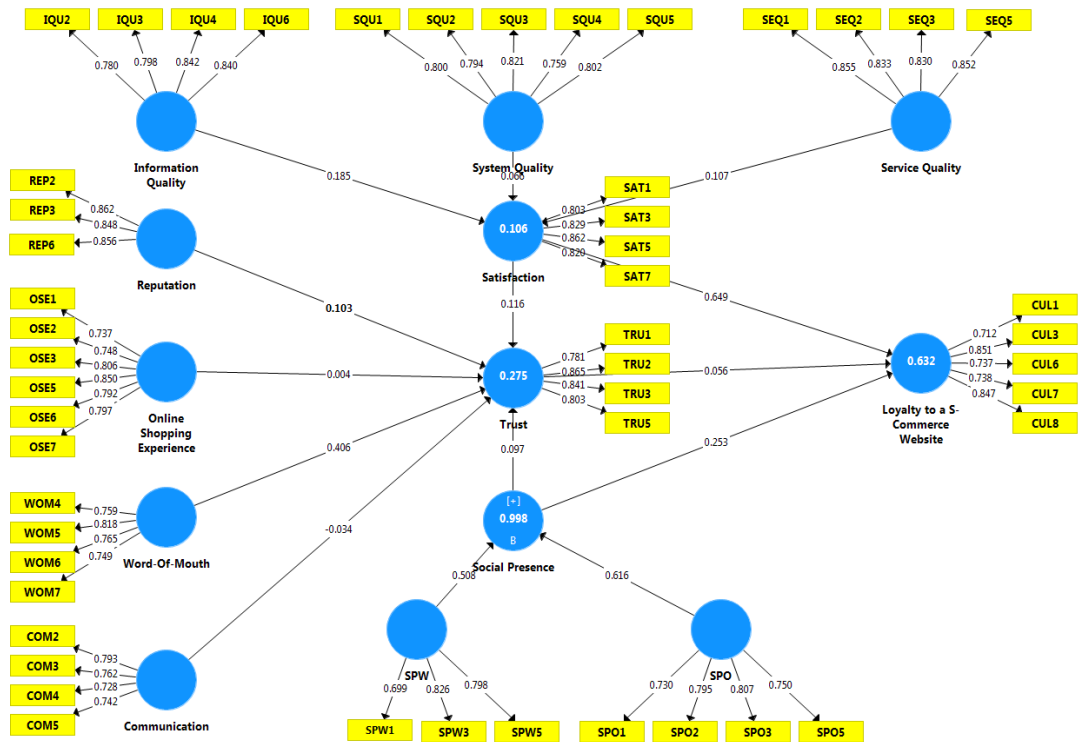 IQU2 IQU3 IQU4 IQU6 SQU1 SQU2 SQU3 SQU4 SQU5 SEQ1 SEQ2 SEQ3 SEQ5
0.780 0.798 0.842 0.840 0.800 0.794 0.821 0.759 0.802 0.855 0.833 0.830 0.852
Information
Quality
System Quality
Service Quality
0.185
0.066
0.107
REP2
REP3
REP6
0.862
0.848
0.856
Reputation
0.103
0.106
Satisfaction
SAT1
SAT3
SAT5
SAT7
0.803
0.829
0.862
0.820
0.116
0.649
OSE1
OSE2
OSE3
OSE5
OSE6
OSE7
0.737
0.748
0.806
0.850
0.792
0.797
Online
Shopping
Experience
0.004
0.275
Trust
TRU1
TRU2
TRU3
TRU5
0.781
0.865
0.841
0.803
0.056
0.632
Loyalty to a S-
Commerce
Website
CUL1
CUL3
CUL6
CUL7
CUL8
0.712
0.851
0.737
0.738
0.847
0.406
0.097
0.253
WOM4
WOM5
WOM6
WOM7
0.759
0.818
0.765
0.749
Word-Of-Mouth
-0.034
[+]
0.998
B
Social Presence
0.508
0.616
COM2
COM3
COM4
COM5
0.793
0.762
0.728
0.742
Communication
SPW
SPO
0.699 0.826 0.798 0.730 0.795 0.807 0.750
SPW1 SPW3 SPW5 SPO1 SPO2 SPO3 SPO5